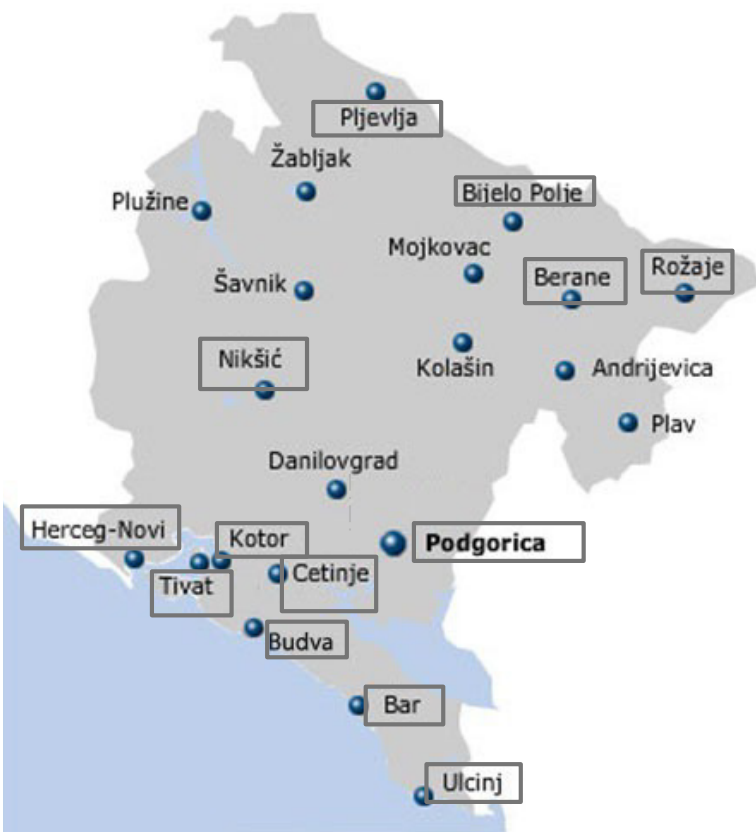 Pljevlja
Žabljak
Plužine
Bijelo Polje
Mojkovac
Šavnik
Berane
Rožaje
Nikšić
Kolašin
Andrijevica
Plav
Danilovgrad
Herceg-Novi
Kotor
Podgorica
Tivat
Cetinje
Budva
Bar
Ulcinj